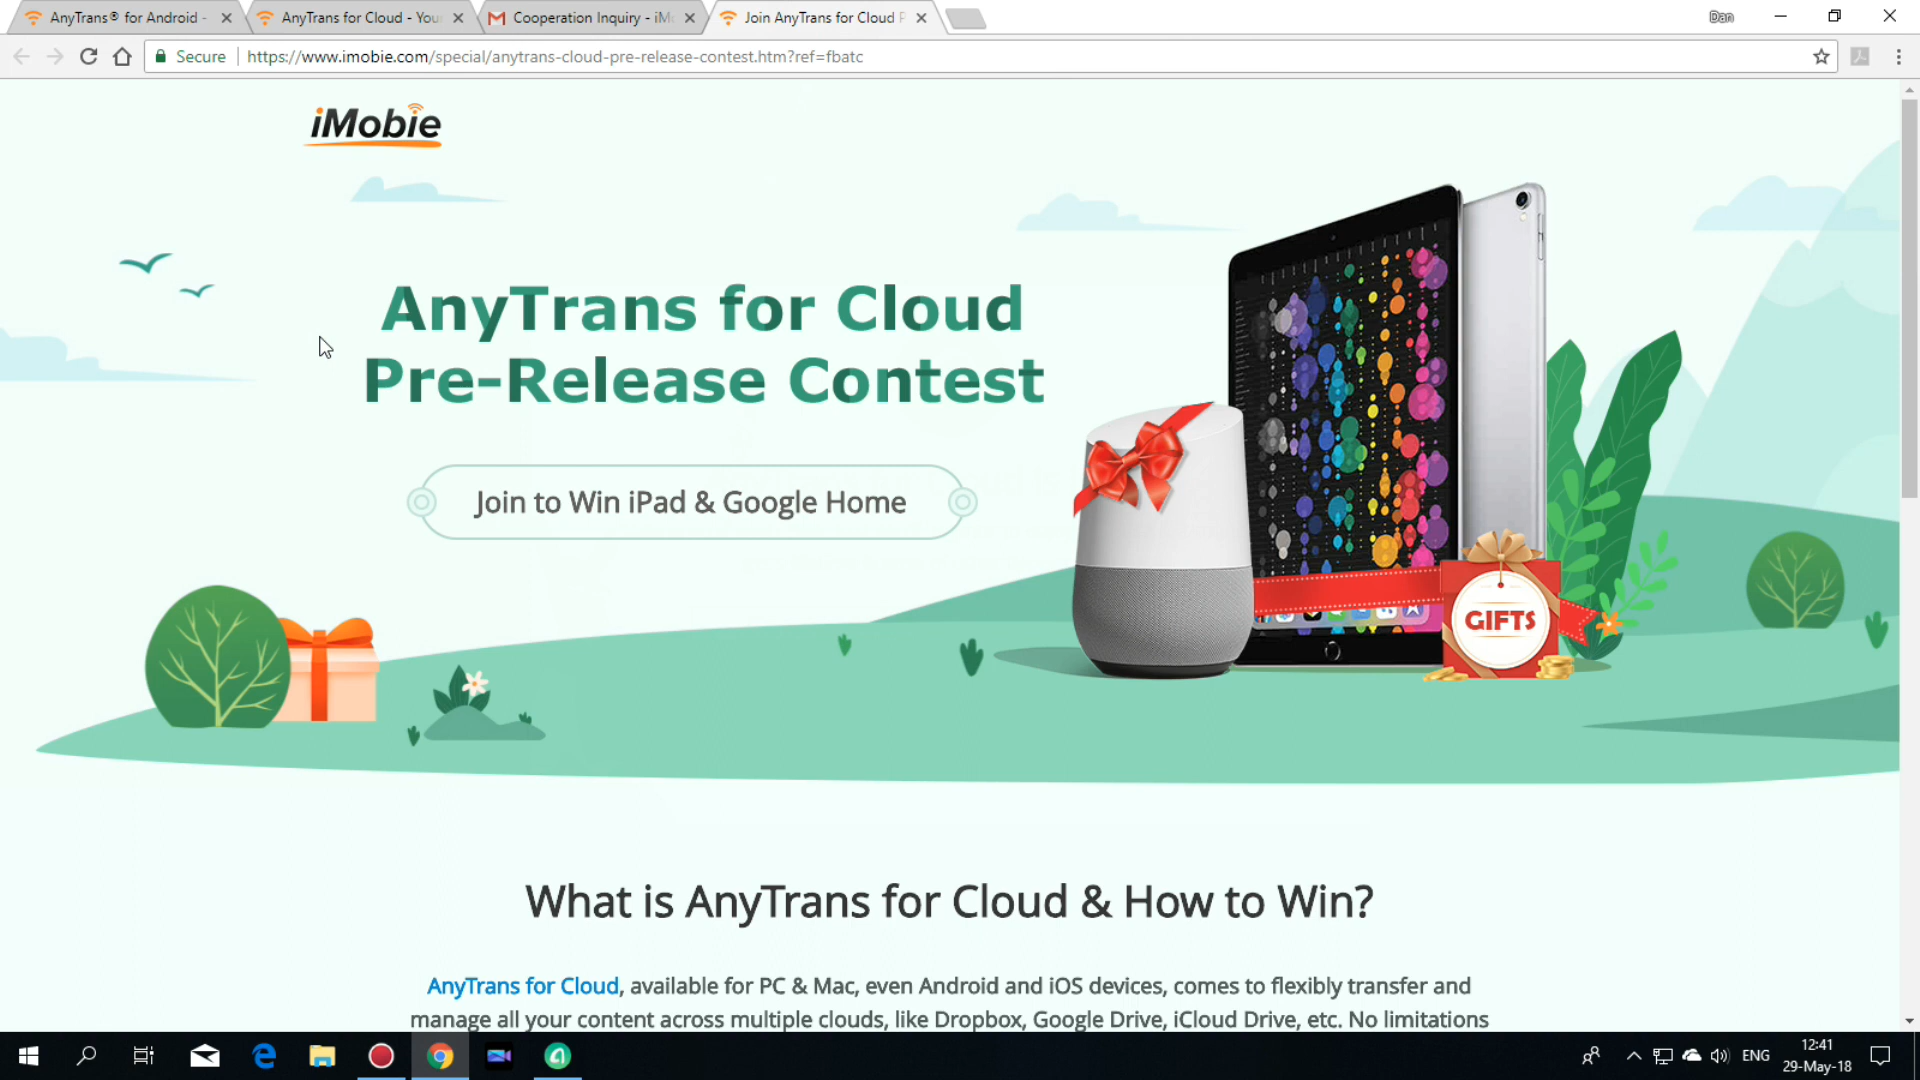 AnyTrans® for Android -
AnyTrans for Cloud - You
Cooperation Inquiry - iMo
Join AnyTrans for Cloud P
Dan
Secure
https://www.imobie.com/special/anytrans-cloud-pre-release-contest.htm?ref=fbatc
iMobie
AnyTrans for Cloud
Pre-Release Contest
Join to Win iPad & Google Home
GIFTS
What is AnyTrans for Cloud & How to Win?
AnyTrans for Cloud, available for PC & Mac, even Android and iOS devices, comes to flexibly transfer and
manage all your content across multiple clouds, like Dropbox, Google Drive, iCloud Drive, etc. No limitations
ENG
12:41
29-May-18